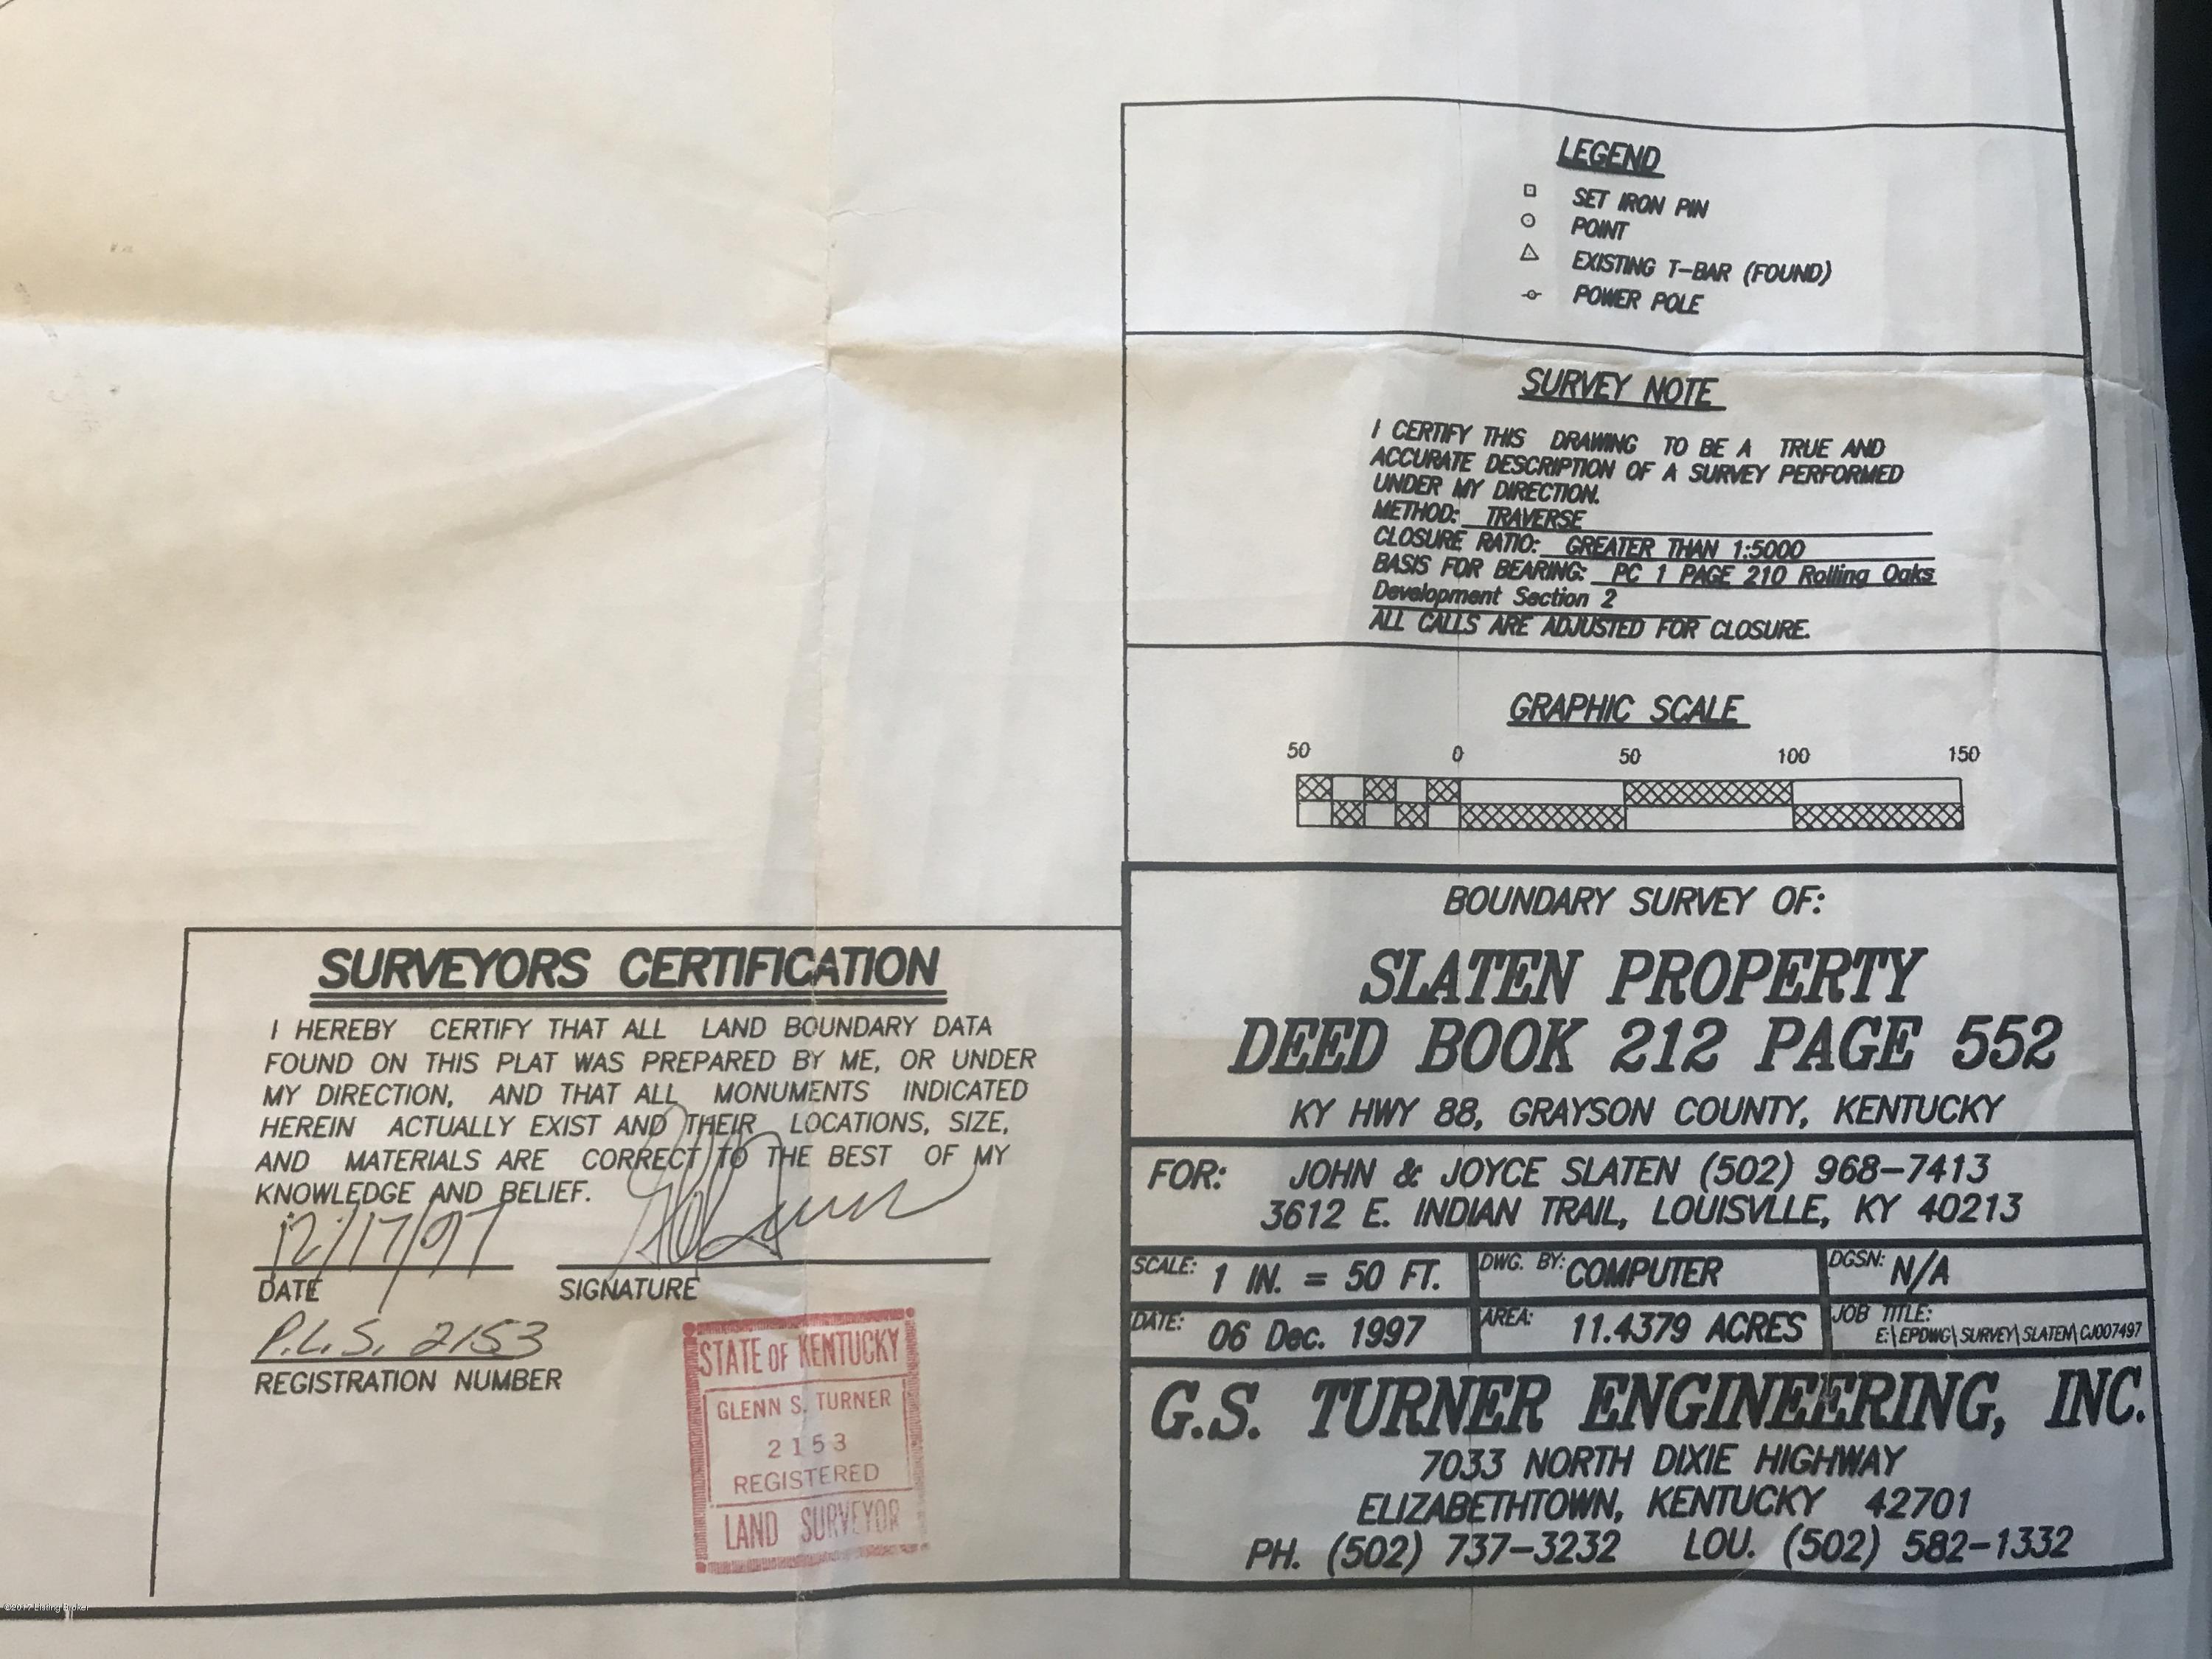 LEGEND
SET IRON PIN
POINT
EXISTING T-BAR (FOUND)
POWER POLE
SURVEY NOTE
I CERTIFY THIS DRAWING TO BE A TRUE AND
ACCURATE DESCRIPTION OF A SURVEY PERFORMED
UNDER MY DIRECTION.
METHOD: TRAVERSE
CLOSURE RATIO: GREATER THAN 1:5000
BASIS FOR BEARING: PC 1 PAGE 210 Rolling Oaks
Development Section 2
ALL CALLS ARE ADJUSTED FOR CLOSURE.
GRAPHIC SCALE
50 0 50 100 150
SURVEYORS CERTIFICATION
I HEREBY CERTIFY THAT ALL LAND BOUNDARY DATA
FOUND ON THIS PLAT WAS PREPARED BY ME, OR UNDER
MY DIRECTION, AND THAT ALL MONUMENTS INDICATED
HEREIN ACTUALLY EXIST AND THEIR LOCATIONS, SIZE,
AND MATERIALS ARE CORRECT TO THE BEST OF MY
KNOWLEDGE AND BELIEF.
12/17/97
DATE SIGNATURE
P.L.S. 2153
REGISTRATION NUMBER
STATE OF KENTUCKY
GLENN S. TURNER
2153
REGISTERED
LAND SURVEYOR
BOUNDARY SURVEY OF:
SLATEN PROPERTY
DEED BOOK 212 PAGE 552
KY HWY 88, GRAYSON COUNTY, KENTUCKY
FOR: JOHN & JOYCE SLATEN (502) 968-7413
3612 E. INDIAN TRAIL, LOUISVLLE, KY 40213
SCALE: 1 IN. = 50 FT. DWG. BY: COMPUTER DGSN: N/A
DATE: 06 Dec. 1997 AREA: 11.4379 ACRES JOB TITLE:
E:\EPDWG\SURVEY\SLATEN\CJ007497
G.S. TURNER ENGINEERING, INC.
7033 NORTH DIXIE HIGHWAY
ELIZABETHTOWN, KENTUCKY 42701
PH. (502) 737-3232 LOU. (502) 582-1332
©2017 Listing Broker